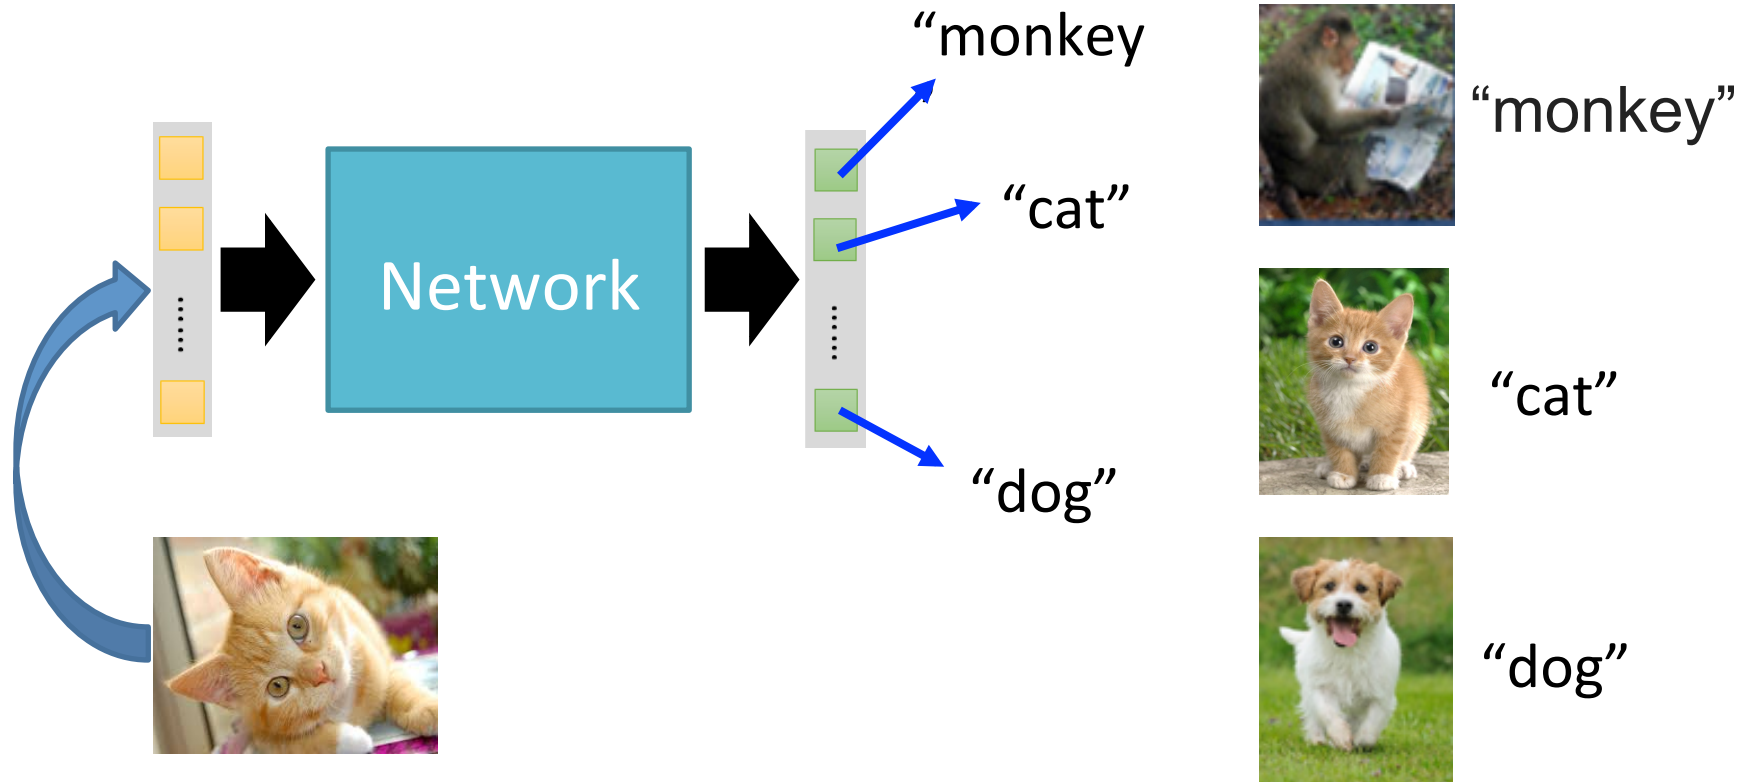 “monkey
“monkey”
“cat”
Network
“cat”
“dog”
“dog”